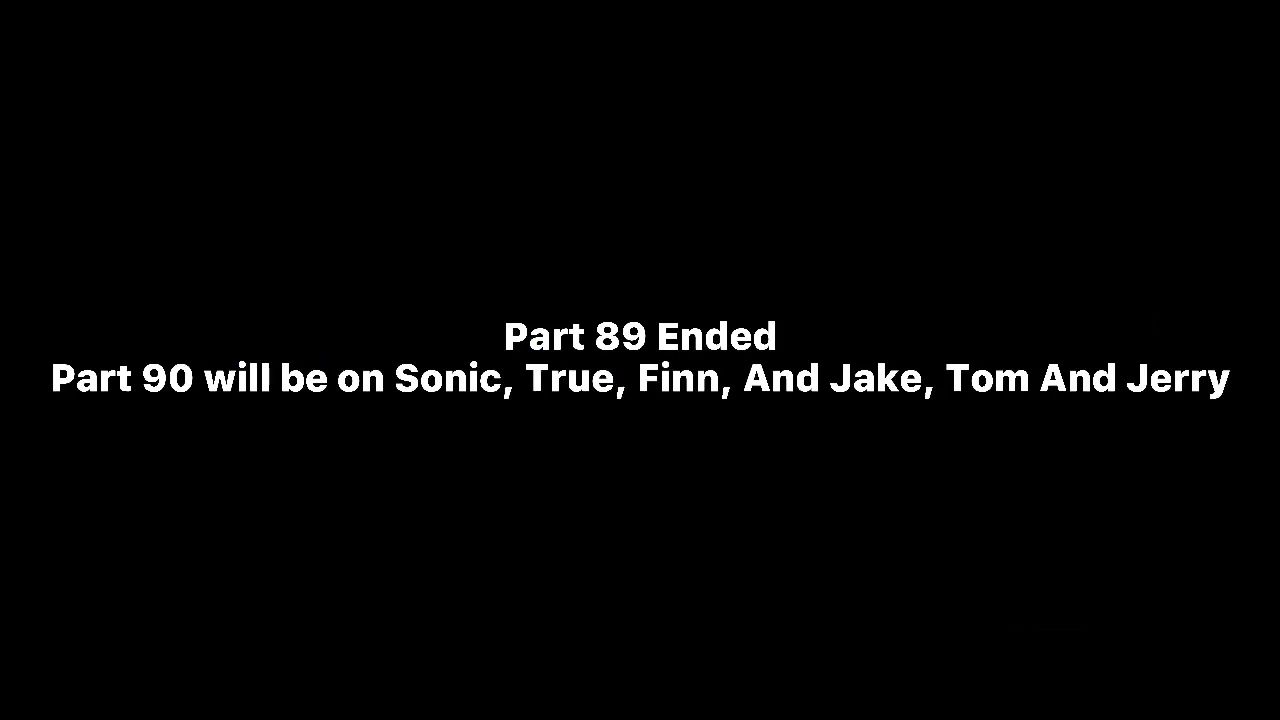 Part 89 Ended
Part 90 will be on Sonic, True, Finn, And Jake, Tom And Jerry